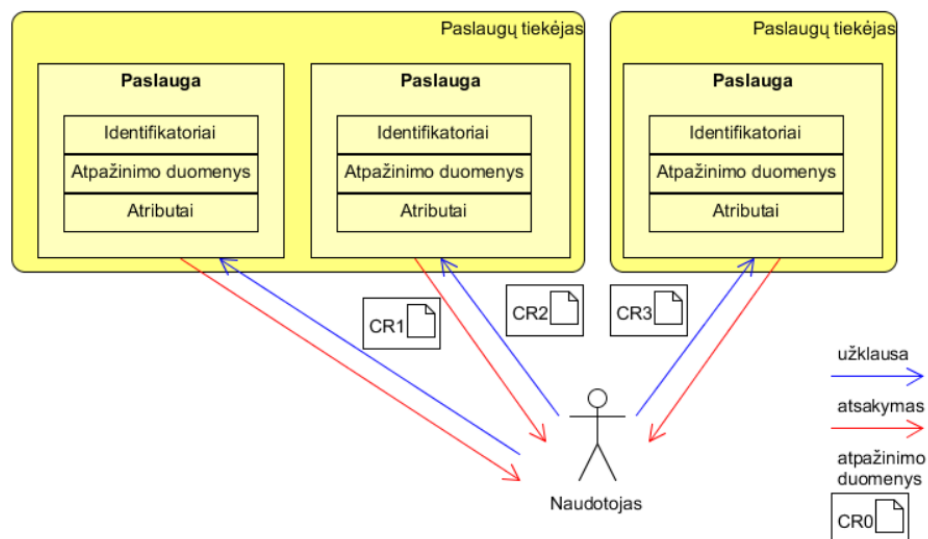 Paslaugų tiekėjas
Paslauga
Identifikatoriai
Atpažinimo duomenys
Atributai
Paslauga
Identifikatoriai
Atpažinimo duomenys
Atributai
Paslaugų tiekėjas
Paslauga
Identifikatoriai
Atpažinimo duomenys
Atributai
CR1
CR2
CR3
Naudotojas
užklausa
atsakymas
atpažinimo
duomenys
CR0